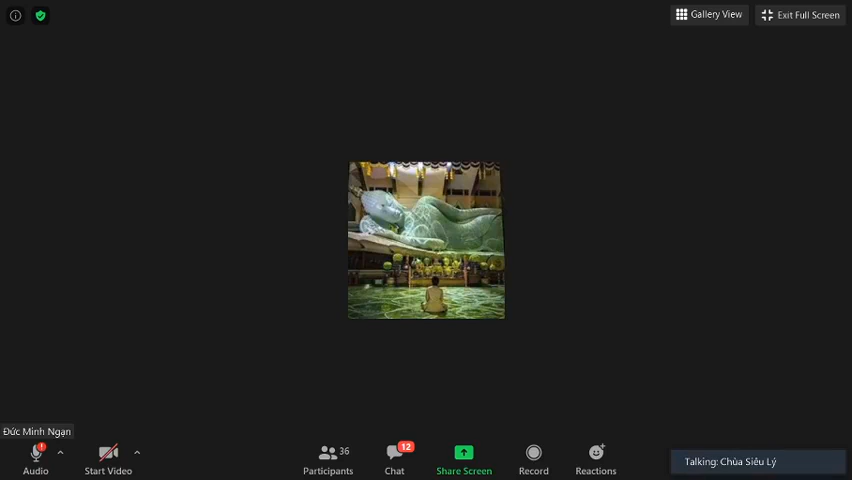 Gallery View
Exit Full Screen
Đức Minh Ngạn
12
36
Audio
Start Video
Participants
Chat
Share Screen
Record
Reactions
Talking: Chùa Siêu Lý